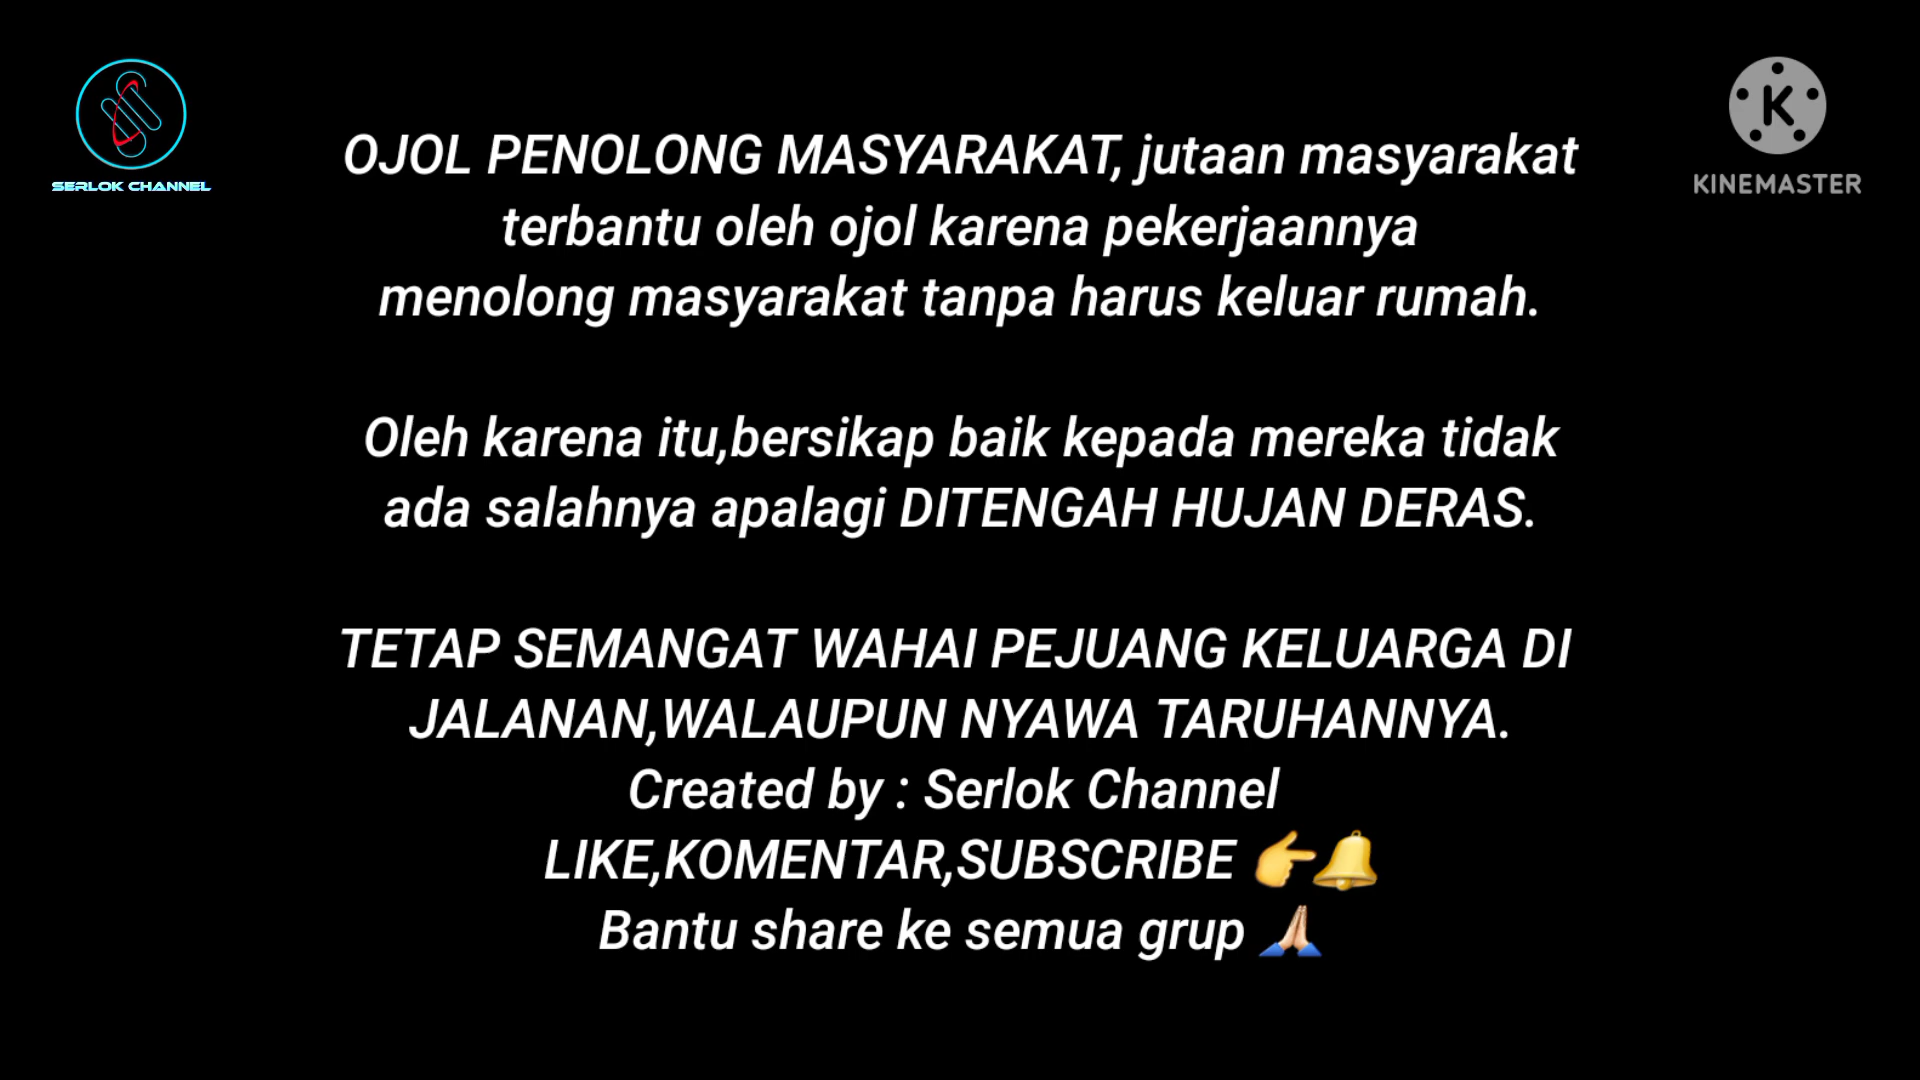 SERLOK CHANNEL
KINEMASTER
OJOL PENOLONG MASYARAKAT, jutaan masyarakat
terbantu oleh ojol karena pekerjaannya
menolong masyarakat tanpa harus keluar rumah.
Oleh karena itu,bersikap baik kepada mereka tidak
ada salahnya apalagi DITENGAH HUJAN DERAS.
TETAP SEMANGAT WAHAI PEJUANG KELUARGA DI
JALANAN,WALAUPUN NYAWA TARUHANNYA.
Created by : Serlok Channel
LIKE,KOMENTAR,SUBSCRIBE 👉🔔
Bantu share ke semua grup 🙏🏻